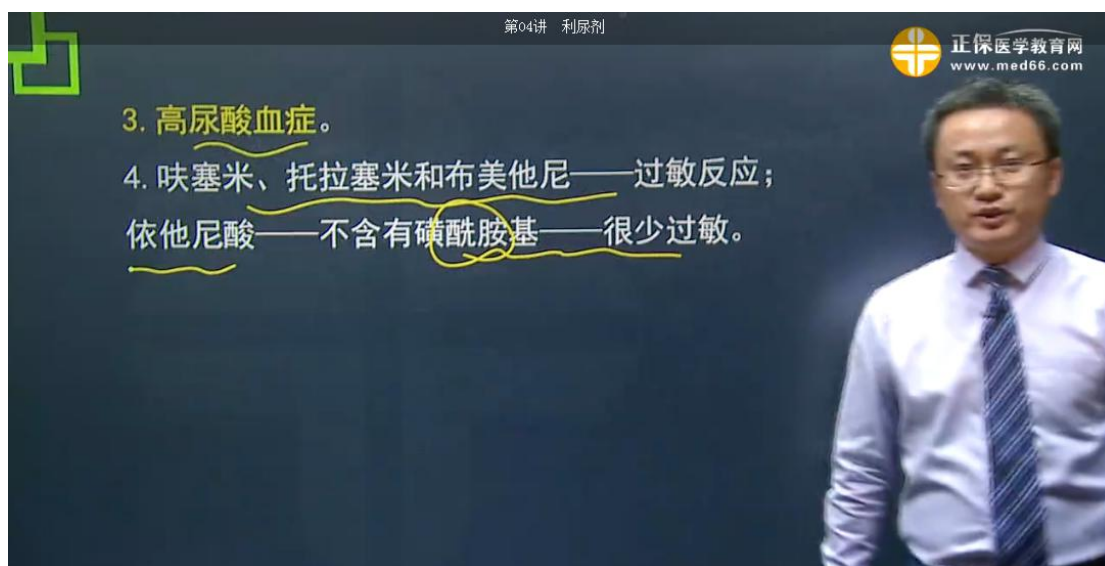 第04讲 利尿剂
正保医学教育网
www.med66.com
3. 高尿酸血症。
4. 呋塞米、托拉塞米和布美他尼——过敏反应；
依他尼酸——不含有磺酰胺基——很少过敏。